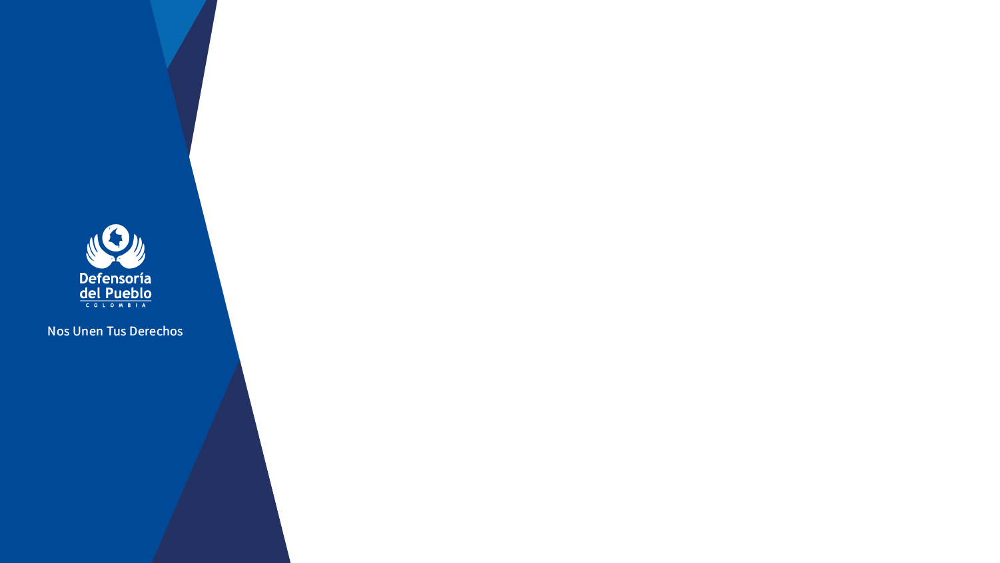 Defensoría
del Pueblo
COLOMBIA
Nos Unen Tus Derechos